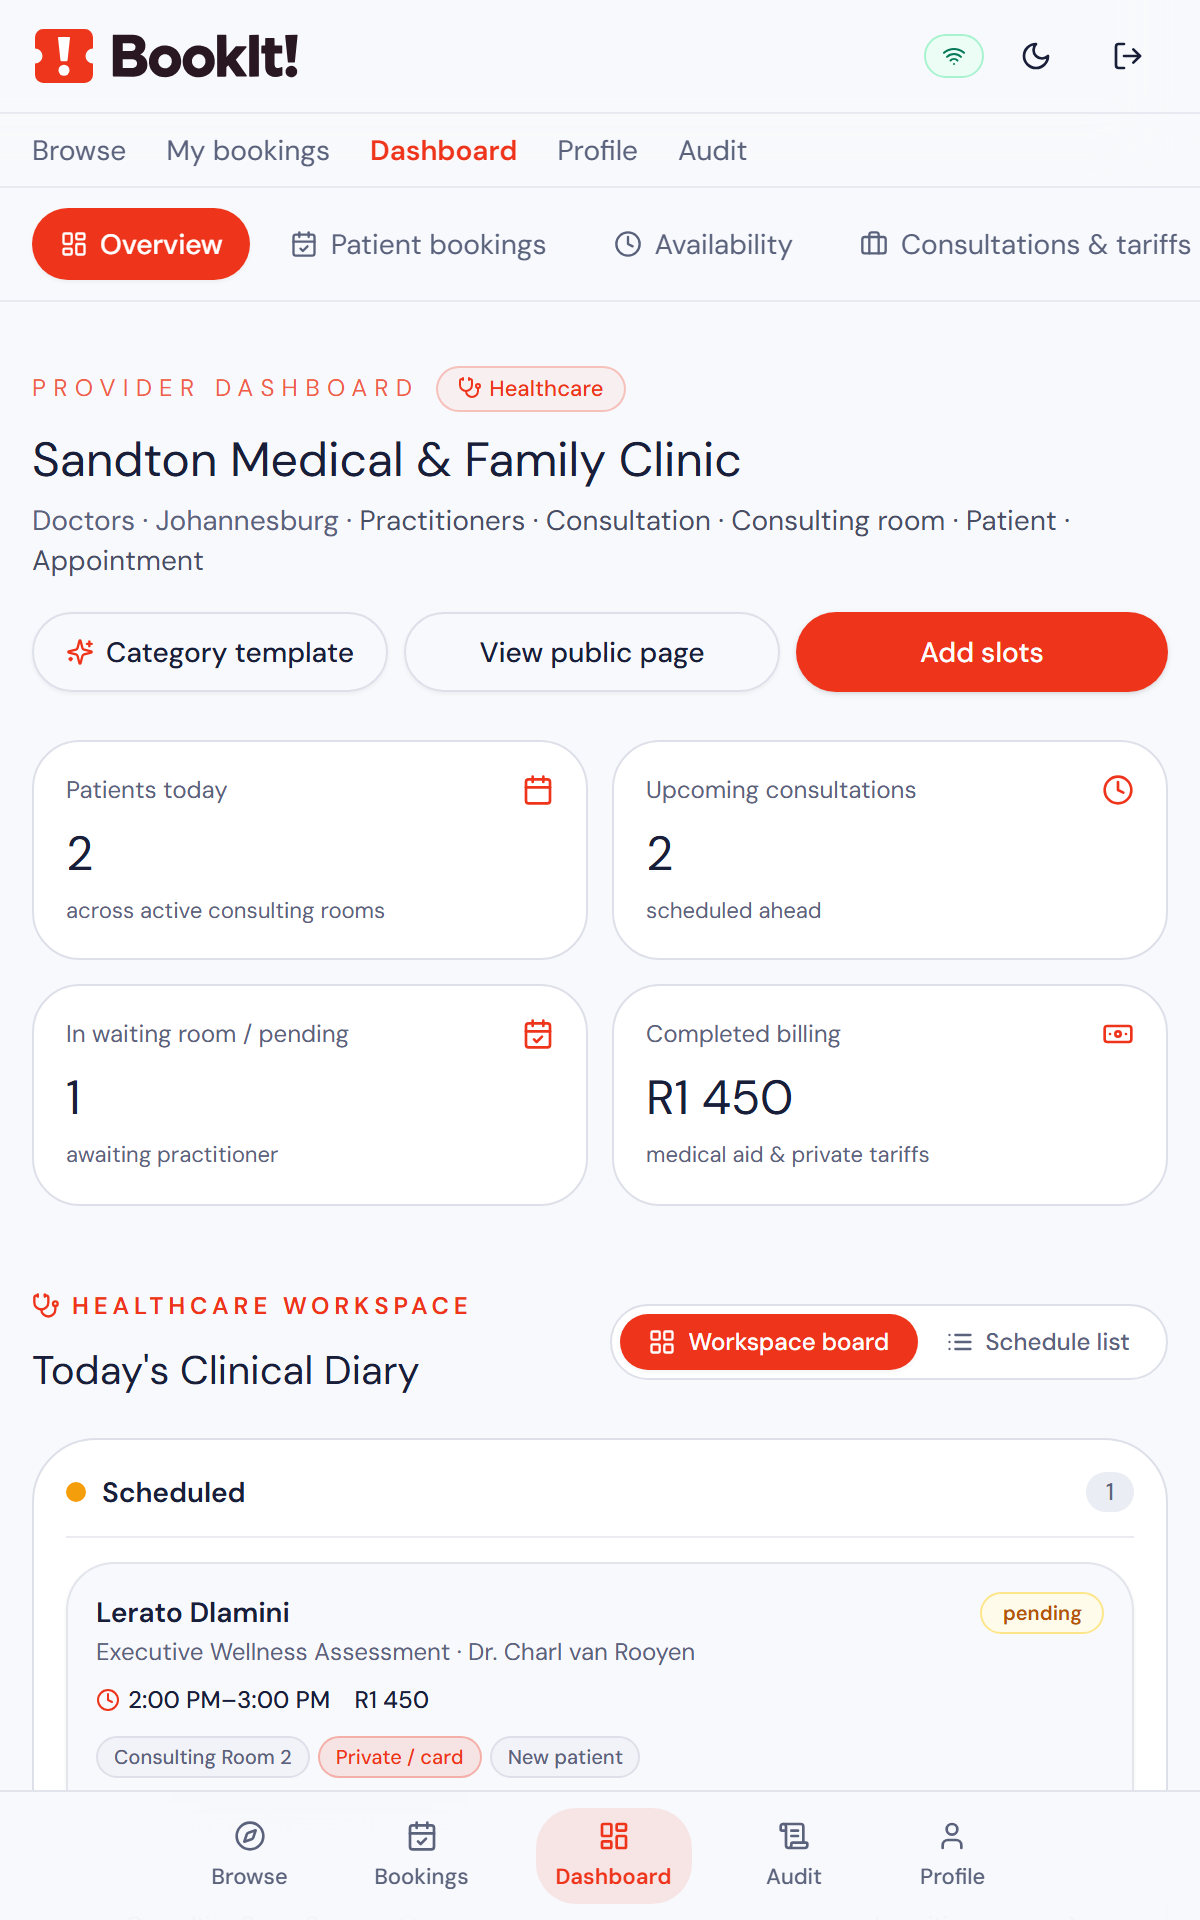 BookIt!
Browse My bookings Dashboard Profile Audit
Overview Patient bookings Availability Consultations & tariffs
PROVIDER DASHBOARD Healthcare
Sandton Medical & Family Clinic
Doctors · Johannesburg · Practitioners · Consultation · Consulting room · Patient ·
Appointment
Category template View public page Add slots
Patients today
2
across active consulting rooms
Upcoming consultations
2
scheduled ahead
In waiting room / pending
1
awaiting practitioner
Completed billing
R1 450
medical aid & private tariffs
HEALTHCARE WORKSPACE
Today's Clinical Diary
Workspace board Schedule list
Scheduled 1
Lerato Dlamini pending
Executive Wellness Assessment · Dr. Charl van Rooyen
2:00 PM–3:00 PM R1 450
Consulting Room 2 Private / card New patient
Browse Bookings Dashboard Audit Profile